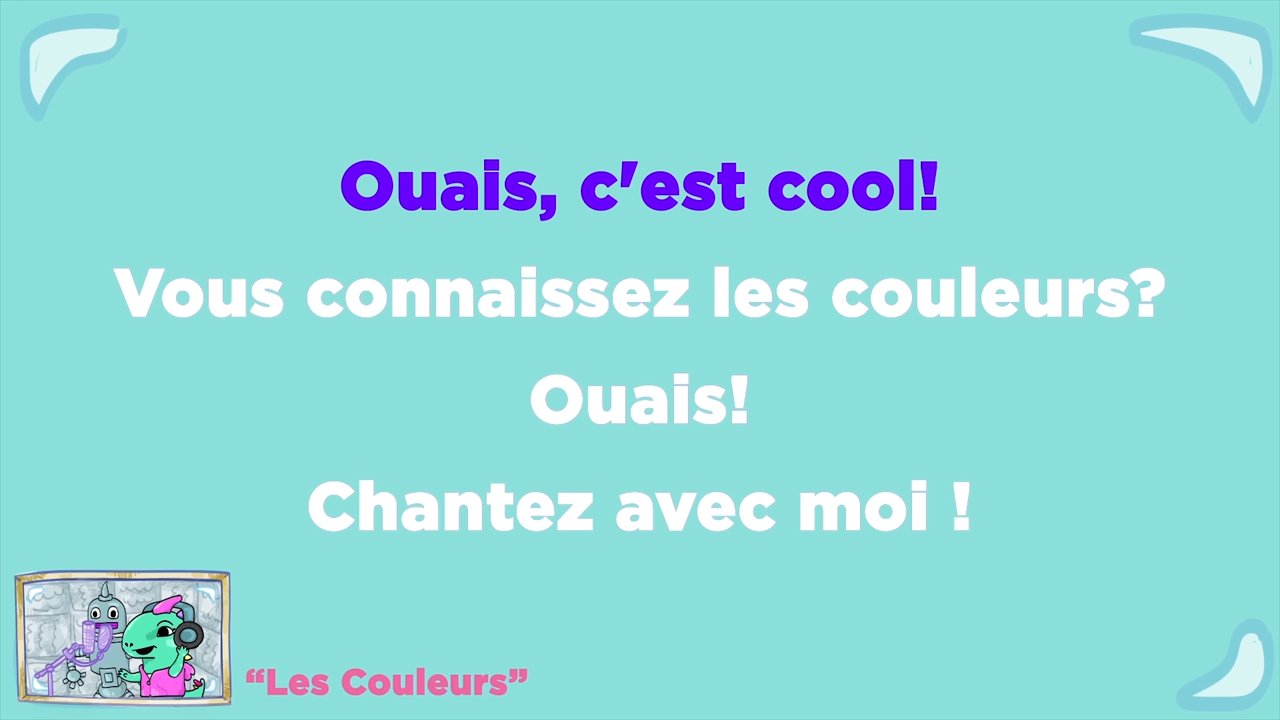 Ouais, c'est cool!
Vous connaissez les couleurs?
Ouais!
Chantez avec moi !
“Les Couleurs”